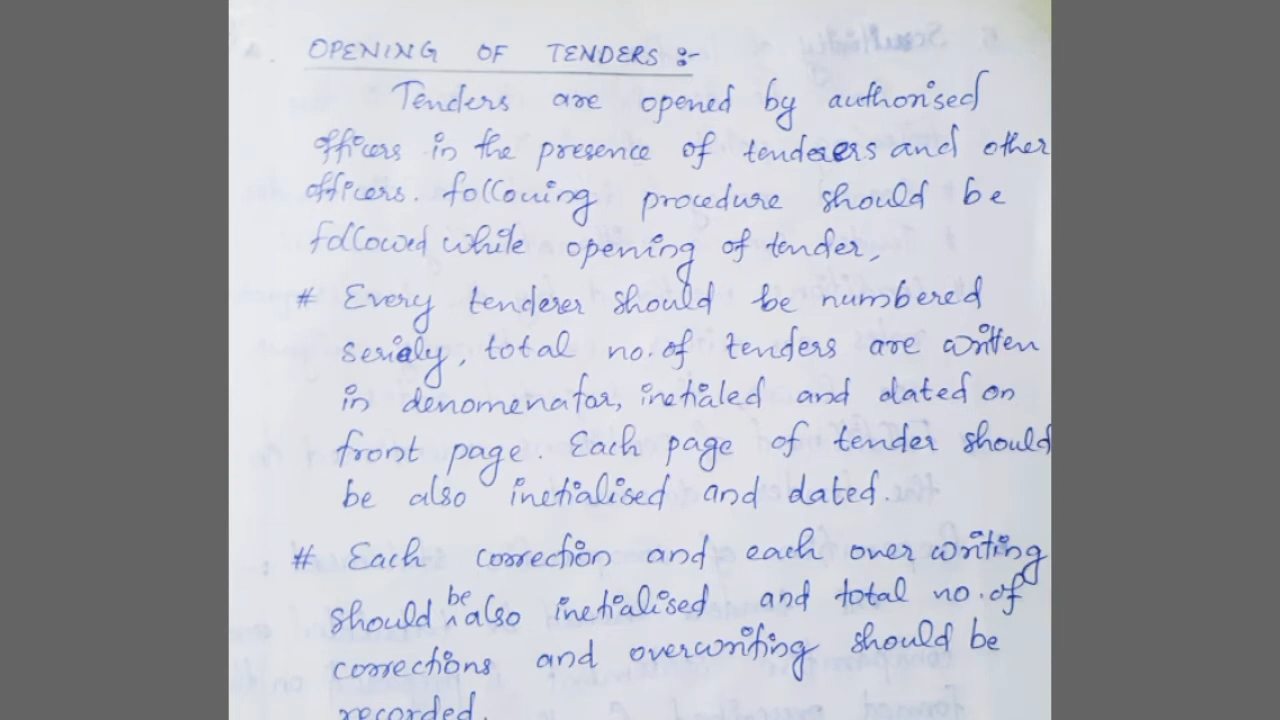 OPENING OF TENDERS :-
Tenders are opened by authorised
officers in the presence of tenderers and other
officers. following procedure should be
followed while opening of tender,
# Every tenderer should be numbered
serialy, total no. of tenders are written
in denomenator, inetialed and dated on
front page. Each page of tender should
be also inetialised and dated.
# Each correction and each over writing
should be also inetialised and total no. of
corrections and overwriting should be
recorded.